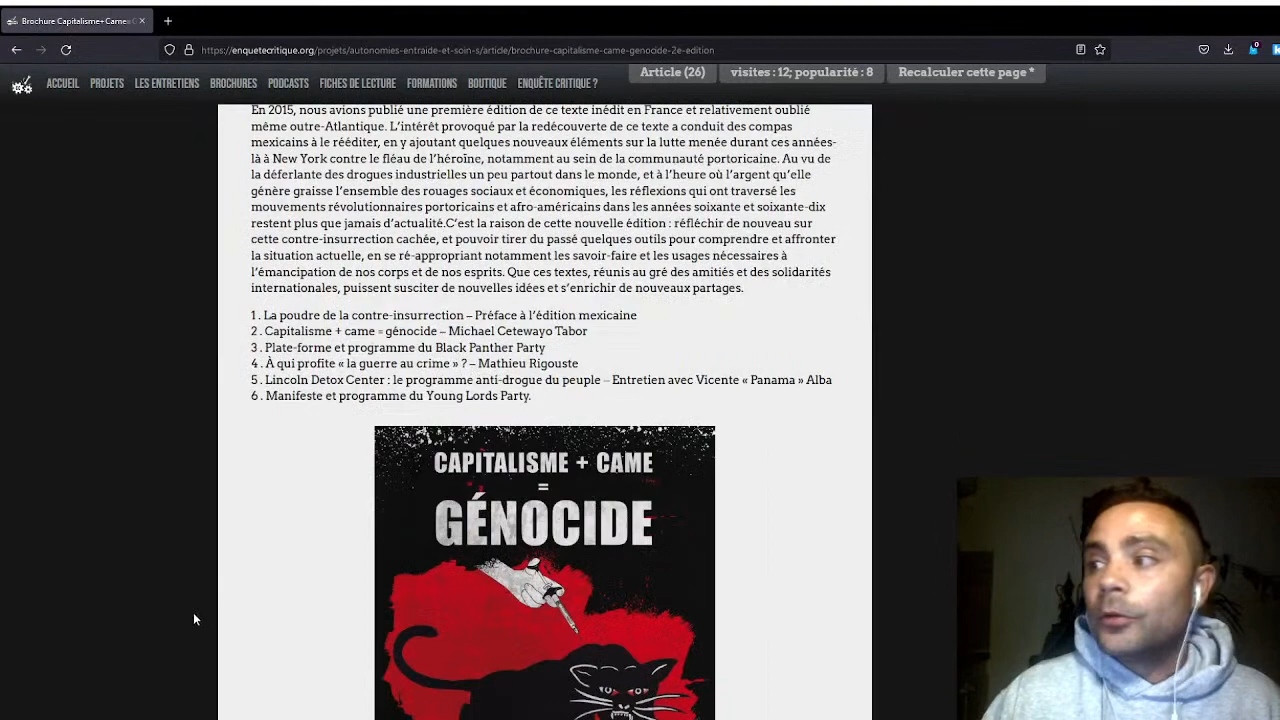 Brochure Capitalisme+Came=G
https://enquetecritique.org/projets/autonomies-entraide-et-soin-s/article/brochure-capitalisme-came-genocide-2e-edition
ACCUEIL PROJETS LES ENTRETIENS BROCHURES PODCASTS FICHES DE LECTURE FORMATIONS BOUTIQUE ENQUÊTE CRITIQUE ?
Article (26) visites : 12; popularité : 8 Recalculer cette page *
En 2015, nous avions publié une première édition de ce texte inédit en France et relativement oublié
même outre-Atlantique. L’intérêt provoqué par la redécouverte de ce texte a conduit des compas
mexicains à le rééditer, en y ajoutant quelques nouveaux éléments sur la lutte menée durant ces années-
là à New York contre le fléau de l’héroïne, notamment au sein de la communauté portoricaine. Au vu de
la déferlante des drogues industrielles un peu partout dans le monde, et à l’heure où l’argent qu’elle
génère graisse l’ensemble des rouages sociaux et économiques, les réflexions qui ont traversé les
mouvements révolutionnaires portoricains et afro-américains dans les années soixante et soixante-dix
restent plus que jamais d’actualité.C’est la raison de cette nouvelle édition : réfléchir de nouveau sur
cette contre-insurrection cachée, et pouvoir tirer du passé quelques outils pour comprendre et affronter
la situation actuelle, en se ré-appropriant notamment les savoir-faire et les usages nécessaires à
l’émancipation de nos corps et de nos esprits. Que ces textes, réunis au gré des amitiés et des solidarités
internationales, puissent susciter de nouvelles idées et s’enrichir de nouveaux partages.
1 . La poudre de la contre-insurrection – Préface à l’édition mexicaine
2 . Capitalisme + came = génocide – Michael Cetewayo Tabor
3 . Plate-forme et programme du Black Panther Party
4 . À qui profite « la guerre au crime » ? – Mathieu Rigouste
5 . Lincoln Detox Center : le programme anti-drogue du peuple – Entretien avec Vicente « Panama » Alba
6 . Manifeste et programme du Young Lords Party.
CAPITALISME + CAME
=
GÉNOCIDE